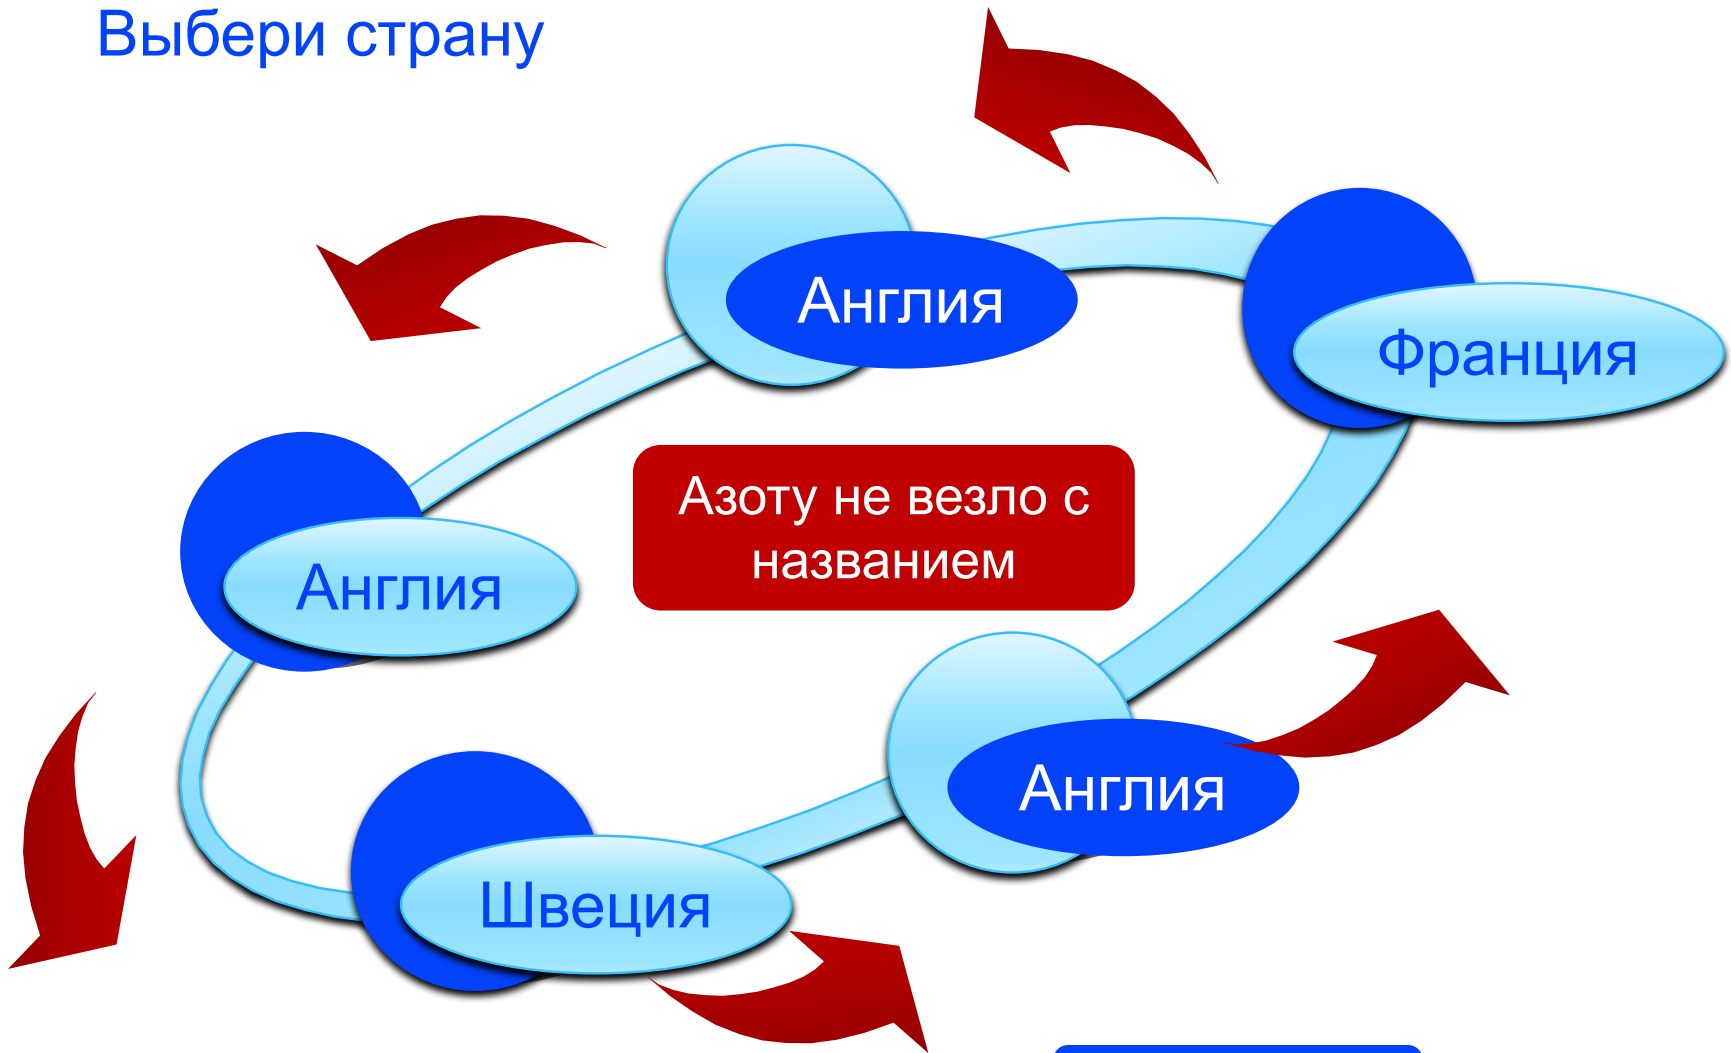 Выбери страну
Англия
Франция
Азоту не везло с
названием
Англия
Англия
Швеция